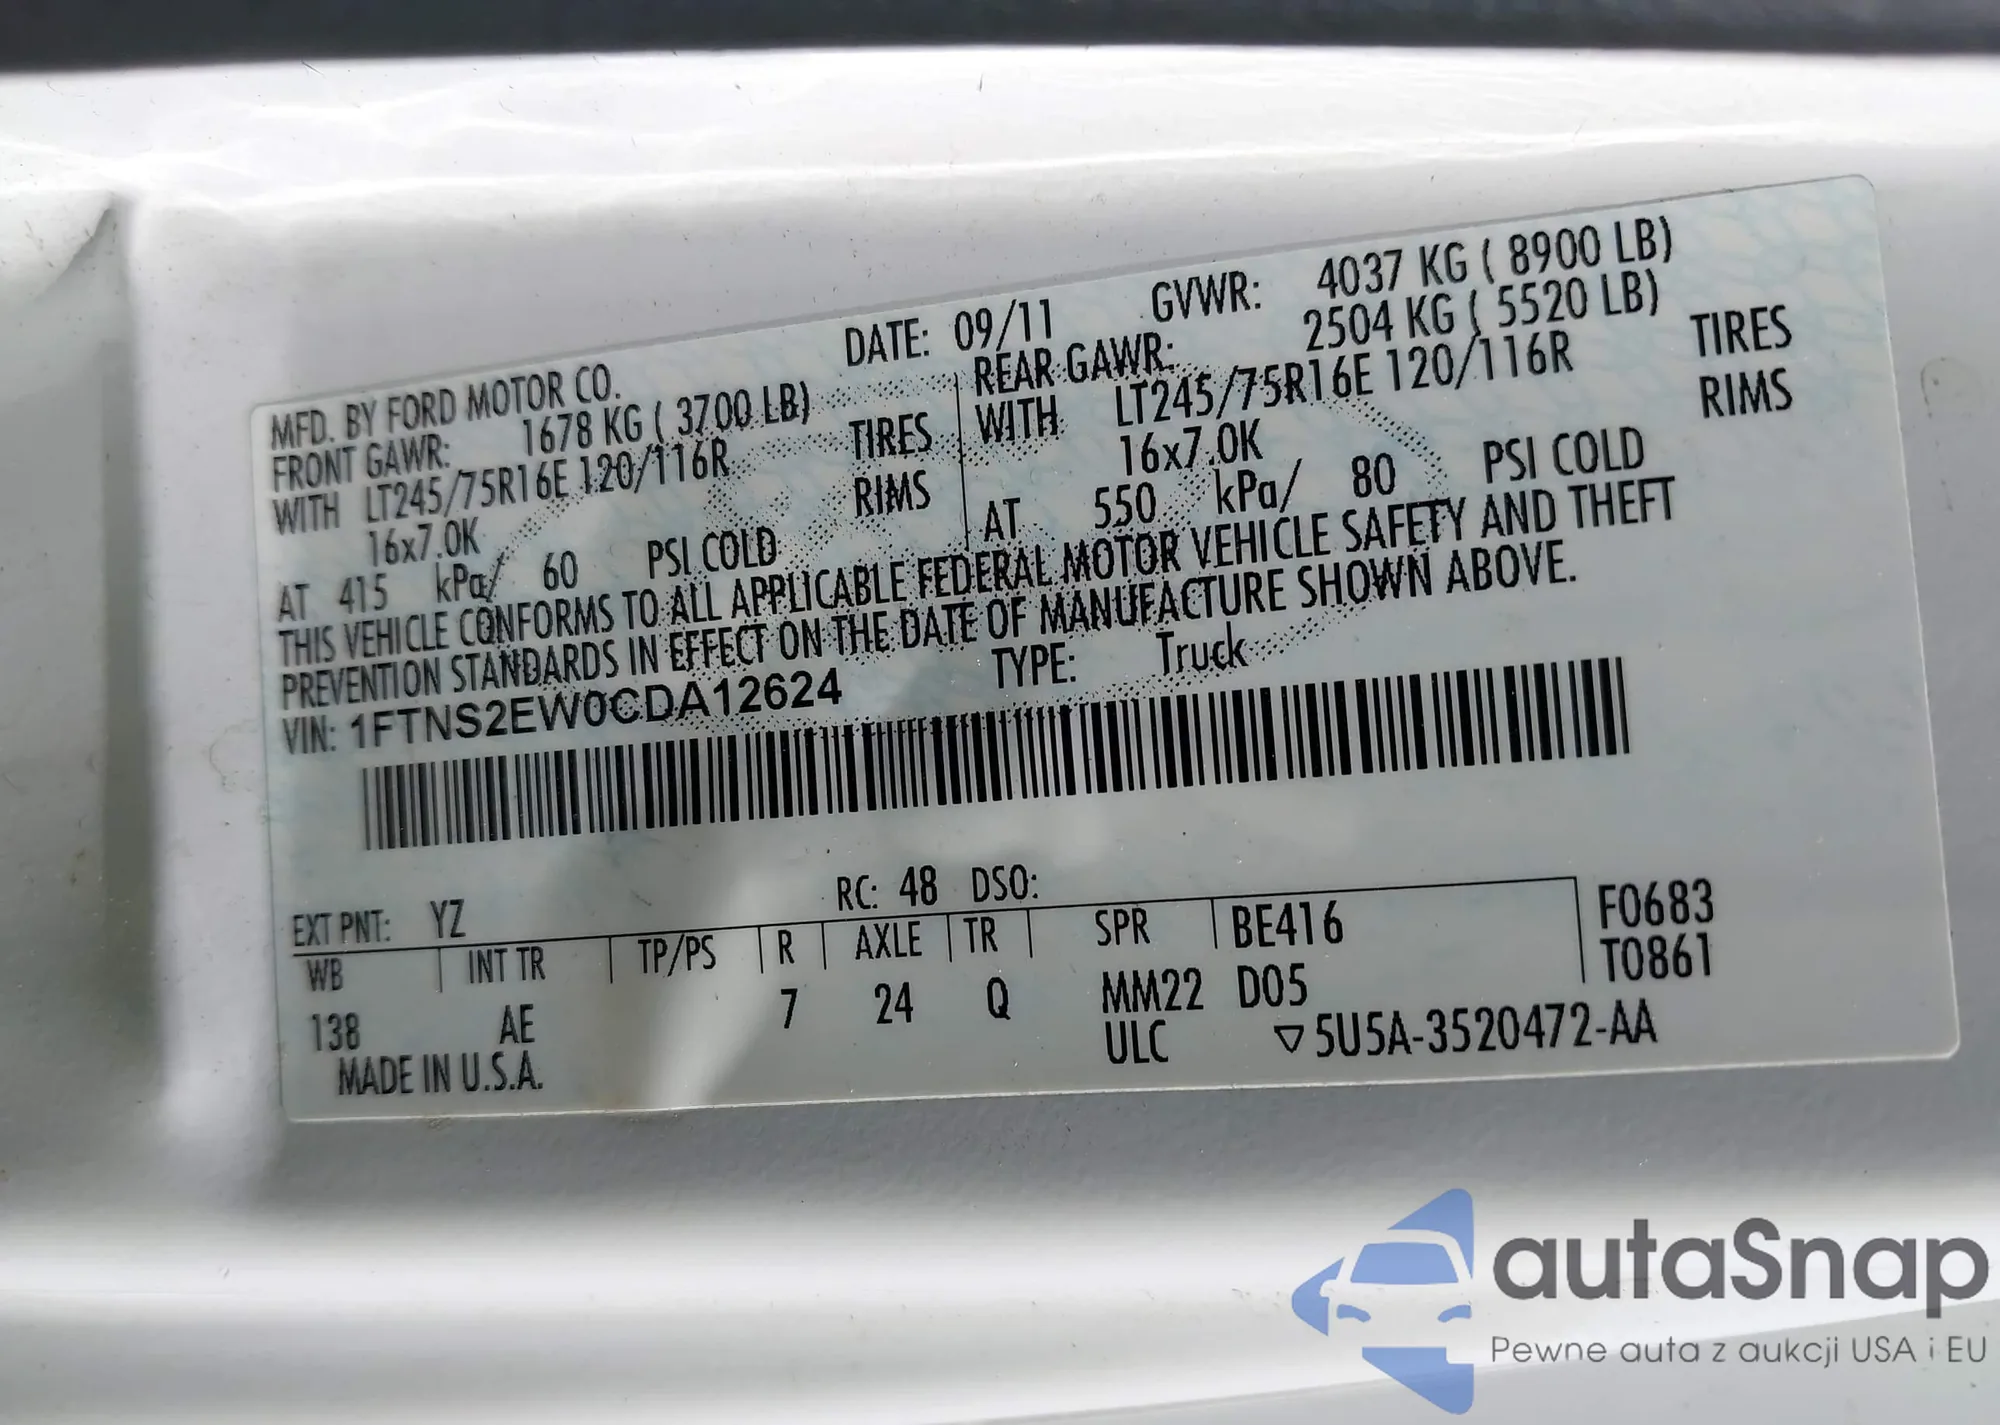 MFD. BY FORD MOTOR CO. DATE: 09/11 GVWR: 4037 KG ( 8900 LB)
FRONT GAWR: 1678 KG ( 3700 LB) REAR GAWR: 2504 KG ( 5520 LB)
WITH LT245/75R16E 120/116R TIRES WITH LT245/75R16E 120/116R TIRES
16x7.0K RIMS 16x7.0K RIMS
AT 415 kPa/ 60 PSI COLD AT 550 kPa/ 80 PSI COLD
THIS VEHICLE CONFORMS TO ALL APPLICABLE FEDERAL MOTOR VEHICLE SAFETY AND THEFT
PREVENTION STANDARDS IN EFFECT ON THE DATE OF MANUFACTURE SHOWN ABOVE.
VIN: 1FTNS2EW0CDA12624 TYPE: Truck
EXT PNT: YZ RC: 48 DSO:
WB INT TR TP/PS R AXLE TR SPR BE416 F0683
138 AE 7 24 Q MM22 D05 T0861
MADE IN U.S.A. ULC ▽5U5A-3520472-AA
autaSnap
Pewne auta z aukcji USA i EU